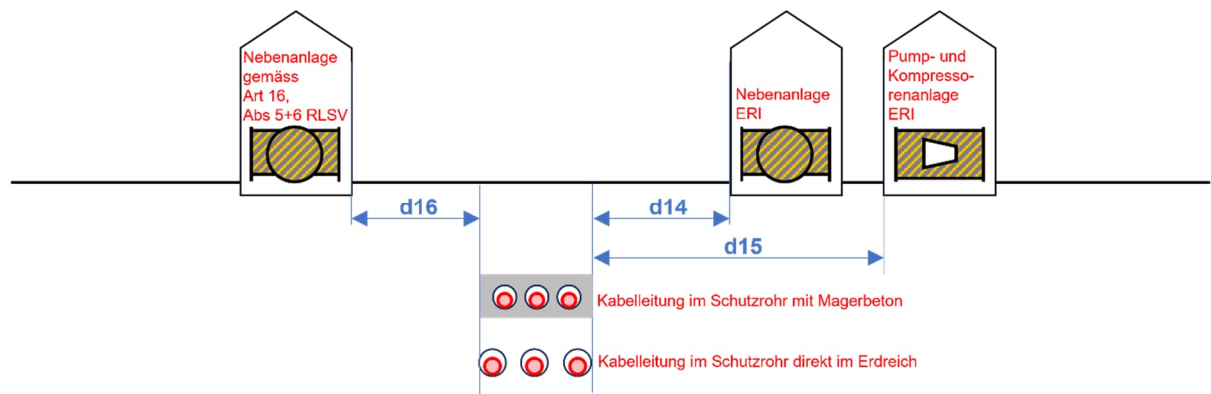 Nebenanlage
gemäss
Art 16,
Abs 5+6 RLSV
Nebenanlage
ERI
Pump- und
Kompresso-
renanlage
ERI
d16
d14
d15
Kabelleitung im Schutzrohr mit Magerbeton
Kabelleitung im Schutzrohr direkt im Erdreich